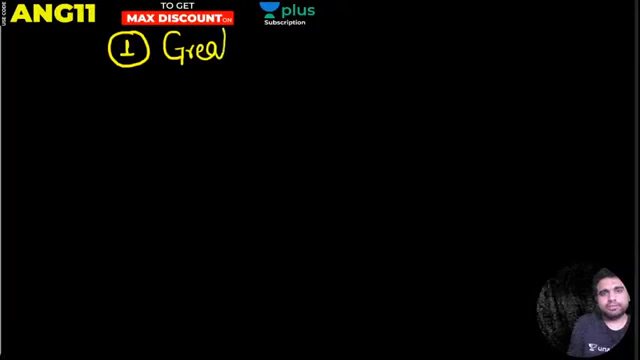 USE CODE
ANG11
TO GET
MAX DISCOUNT ON
plus
Subscription
1 Grea